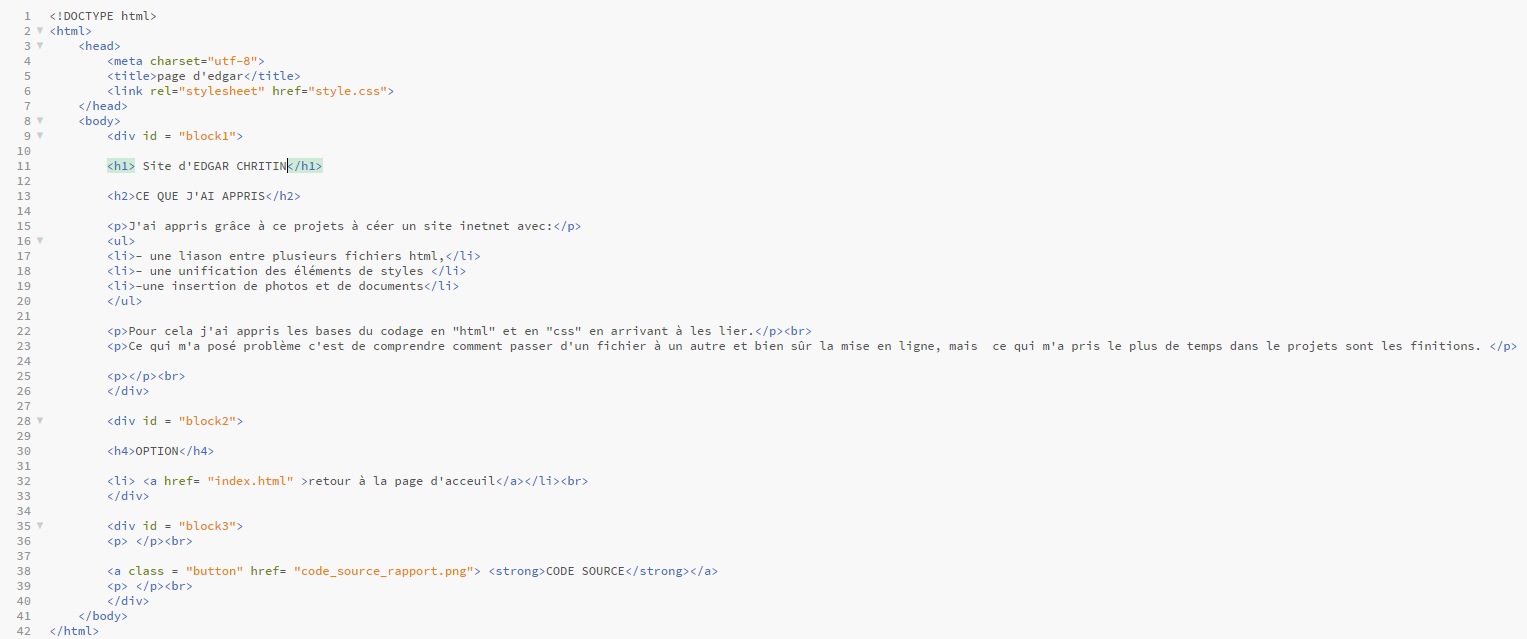 1 <!DOCTYPE html>
2 <html>
3 <head>
4 <meta charset="utf-8">
5 <title>page d'edgar</title>
6 <link rel="stylesheet" href="style.css">
7 </head>
8 <body>
9 <div id = "block1">
10
11 <h1> Site d'EDGAR CHRITIN</h1>
12
13 <h2>CE QUE J'AI APPRIS</h2>
14
15 <p>J'ai appris grâce à ce projets à céer un site inetnet avec:</p>
16 <ul>
17 <li>- une liason entre plusieurs fichiers html,</li>
18 <li>- une unification des éléments de styles </li>
19 <li>-une insertion de photos et de documents</li>
20 </ul>
21
22 <p>Pour cela j'ai appris les bases du codage en "html" et en "css" en arrivant à les lier.</p><br>
23 <p>Ce qui m'a posé problème c'est de comprendre comment passer d'un fichier à un autre et bien sûr la mise en ligne, mais  ce qui m'a pris le plus de temps dans le projets sont les finitions. </p>
24
25 <p></p><br>
26 </div>
27
28 <div id = "block2">
29
30 <h4>OPTION</h4>
31
32 <li> <a href= "index.html" >retour à la page d'acceuil</a></li><br>
33 </div>
34
35 <div id = "block3">
36 <p> </p><br>
37
38 <a class = "button" href= "code_source_rapport.png"> <strong>CODE SOURCE</strong></a>
39 <p> </p><br>
40 </div>
41 </body>
42 </html>